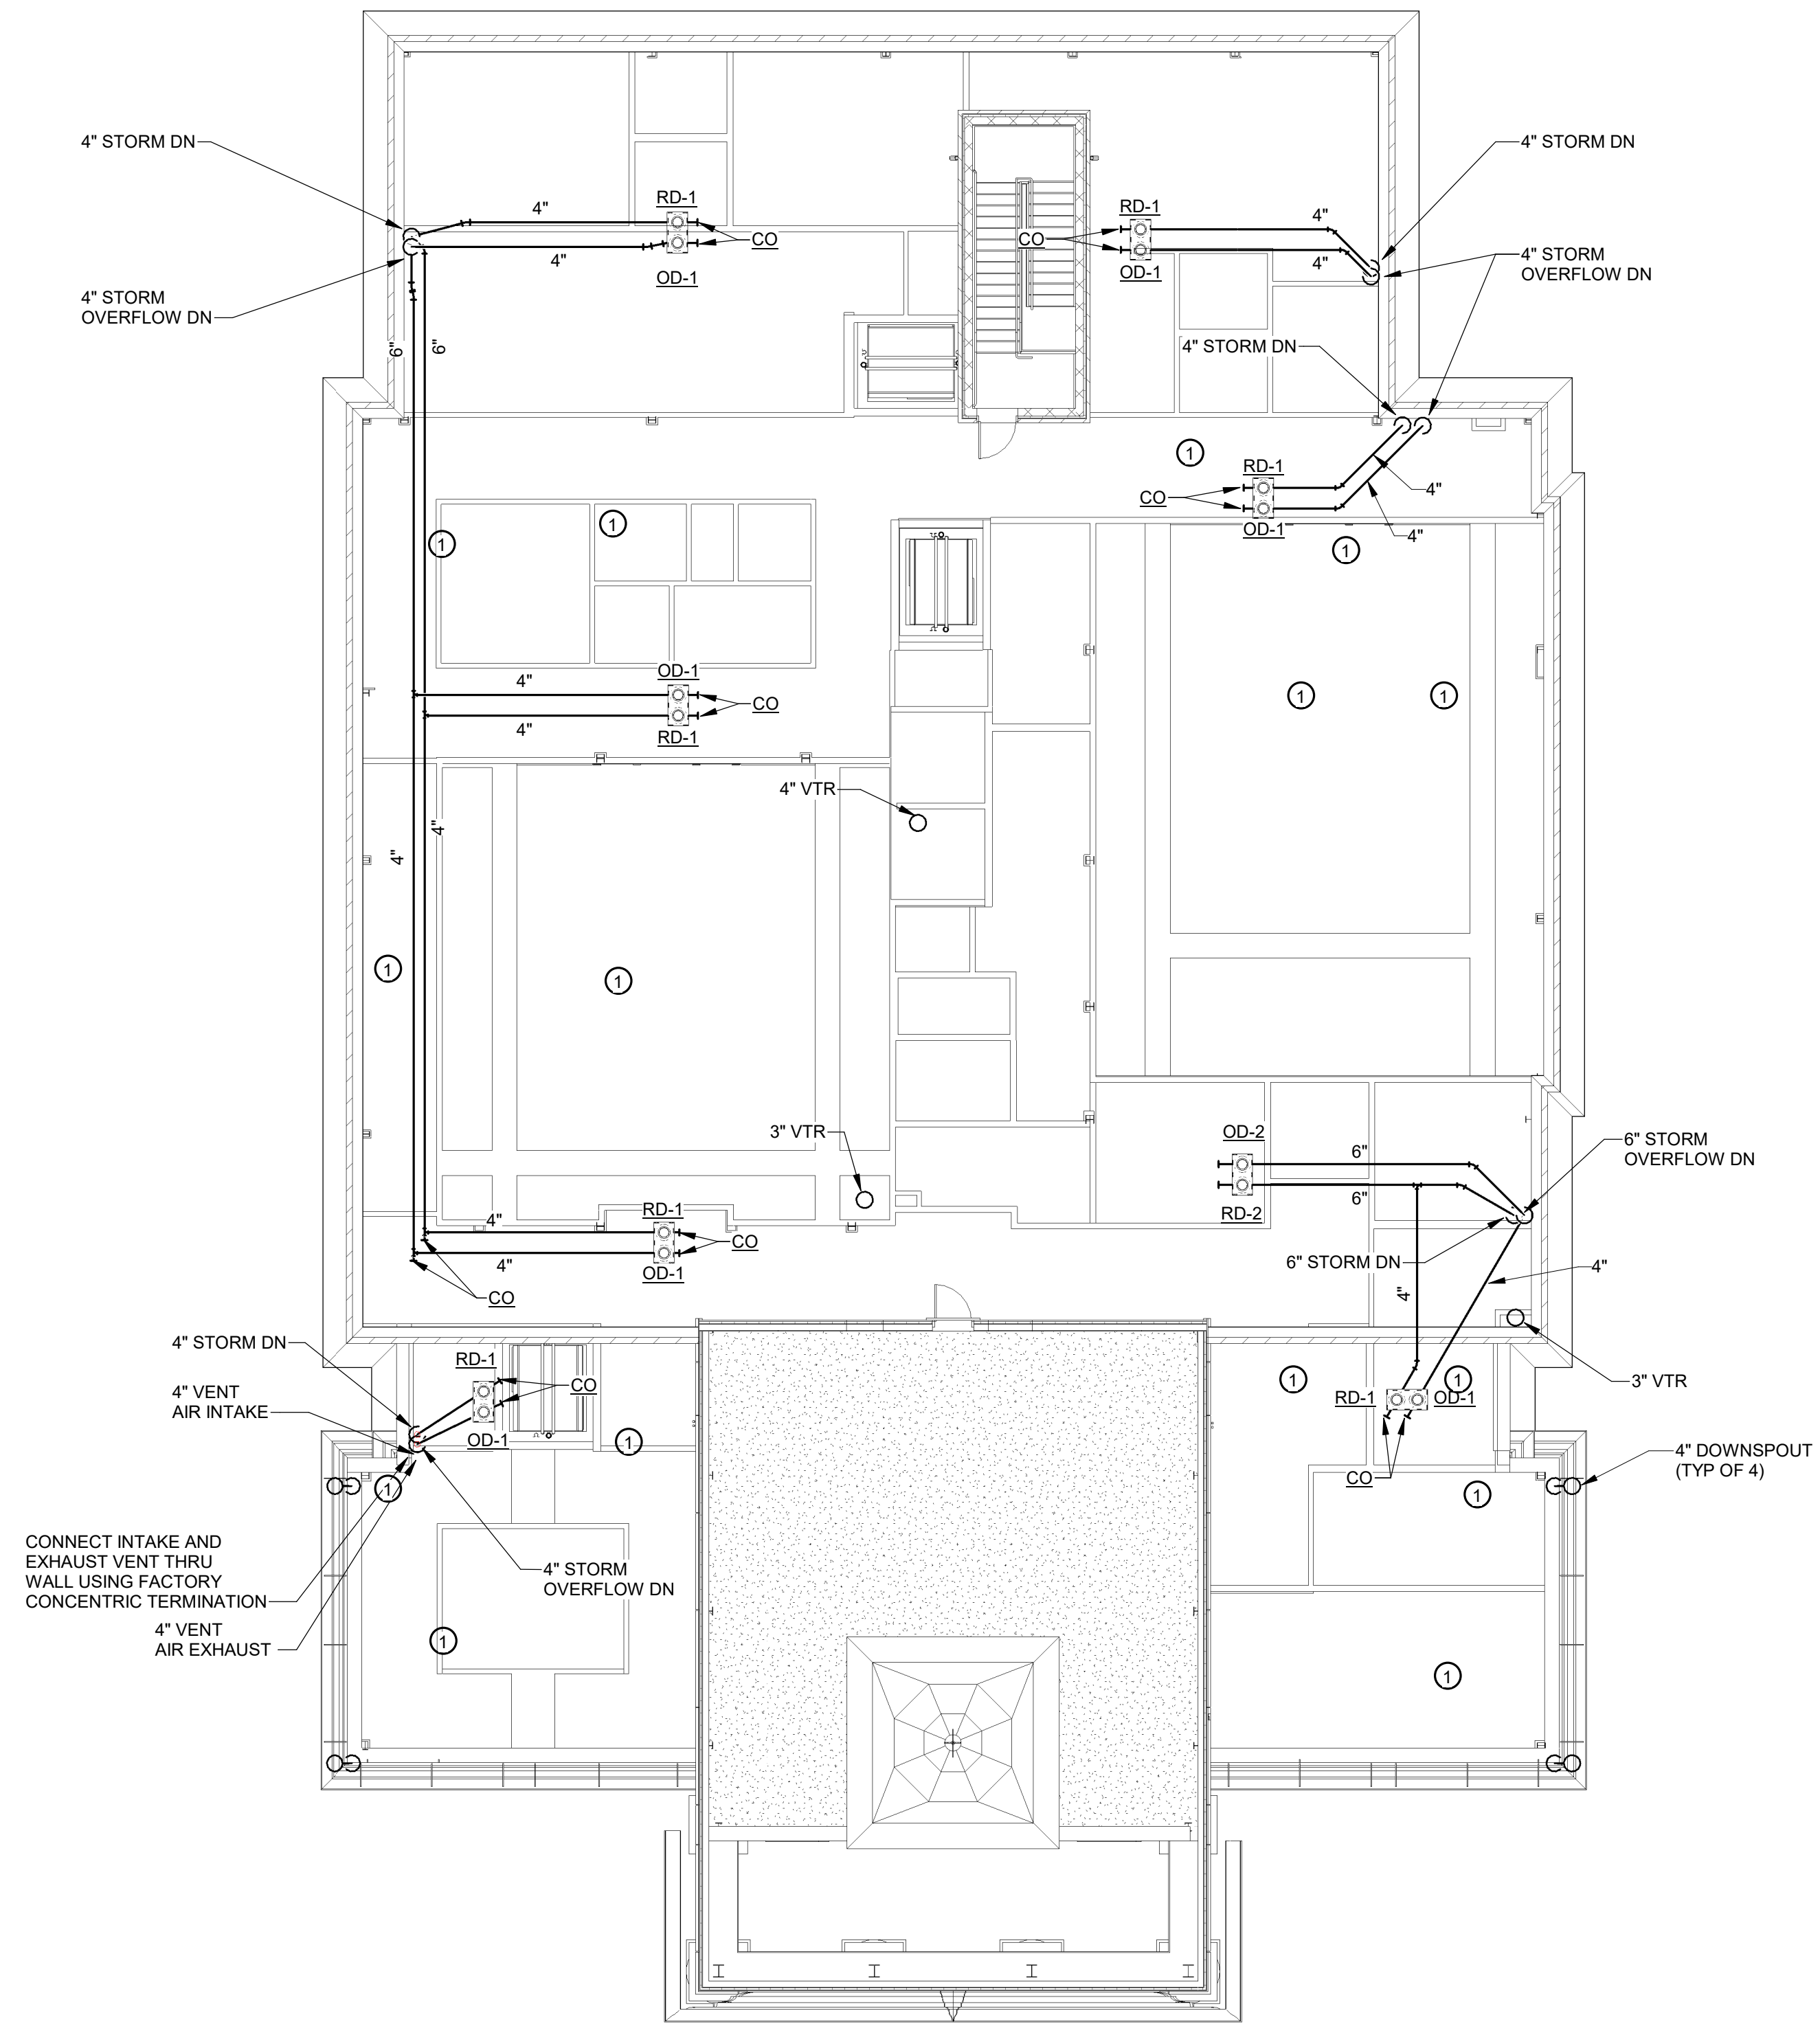 4" STORM DN
4" STORM DN
RD-1
4"
RD-1
4"
CO
CO
4"
4"
OD-1
OD-1
4" STORM
OVERFLOW DN
4" STORM
OVERFLOW DN
6"
6"
4" STORM DN
1
RD-1
CO
4"
OD-1
4"
1
1
1
OD-1
4"
CO
4"
RD-1
1
1
4" VTR
4"
4"
1
1
3" VTR
OD-2
6"
6" STORM
OVERFLOW DN
6"
RD-2
RD-1
4"
CO
4"
OD-1
CO
6" STORM DN
4"
4"
4" STORM DN
RD-1
CO
4" VENT
AIR INTAKE
OD-1
1
1
1
RD-1
OD-1
3" VTR
CO
1
1
4" DOWNSPOUT
(TYP OF 4)
CONNECT INTAKE AND
EXHAUST VENT THRU
WALL USING FACTORY
CONCENTRIC TERMINATION
4" STORM
OVERFLOW DN
4" VENT
AIR EXHAUST
1
1